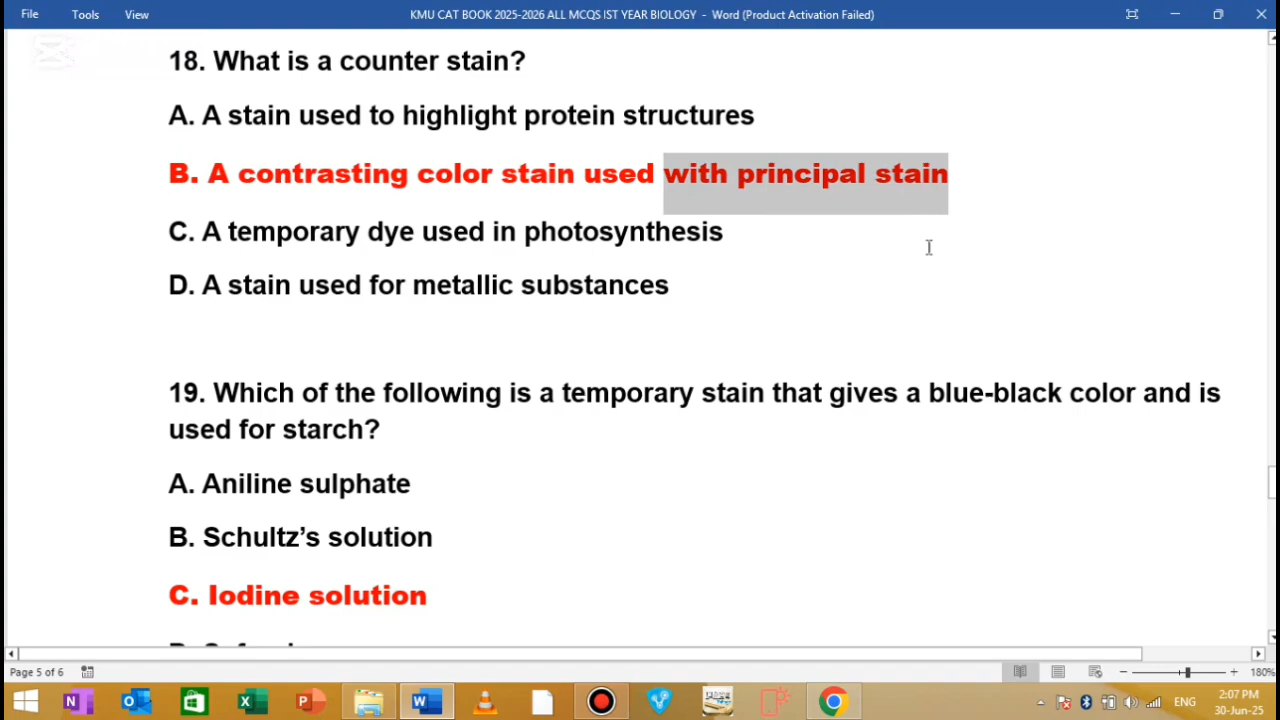 File Tools View KMU CAT BOOK 2025-2026 ALL MCQS IST YEAR BIOLOGY - Word (Product Activation Failed)
18. What is a counter stain?
A. A stain used to highlight protein structures
B. A contrasting color stain used with principal stain
C. A temporary dye used in photosynthesis
D. A stain used for metallic substances
19. Which of the following is a temporary stain that gives a blue-black color and is
used for starch?
A. Aniline sulphate
B. Schultz’s solution
C. Iodine solution
Page 5 of 6 180%
ENG 2:07 PM
30-Jun-25